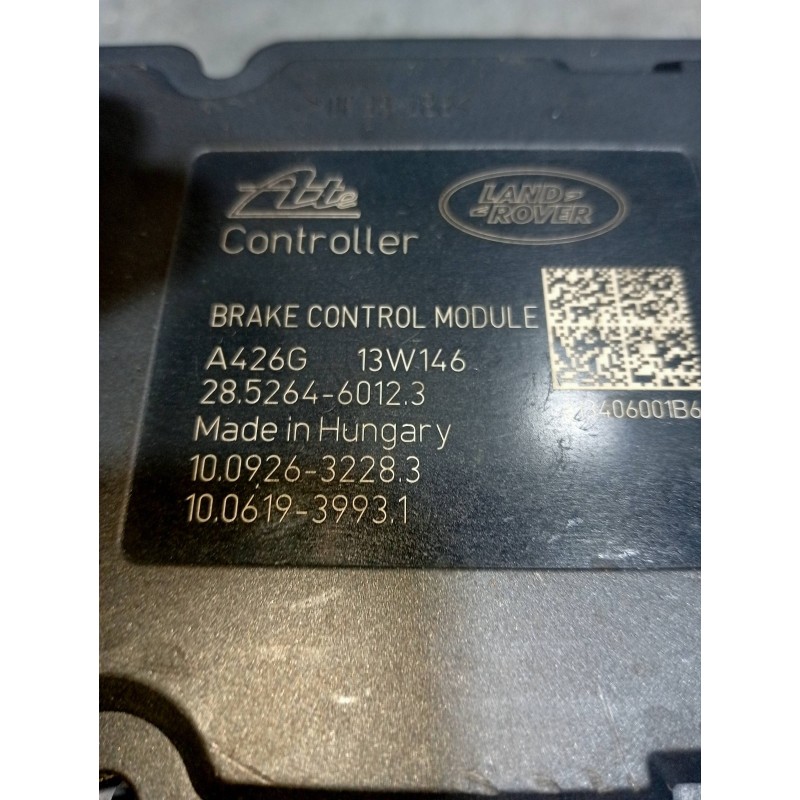 Ate
LAND
ROVER
Controller
BRAKE CONTROL MODULE
A426G 13W146
28.5264-6012.3
406001B6
Made in Hungary
10.0926-3228.3
10.0619-3993.1